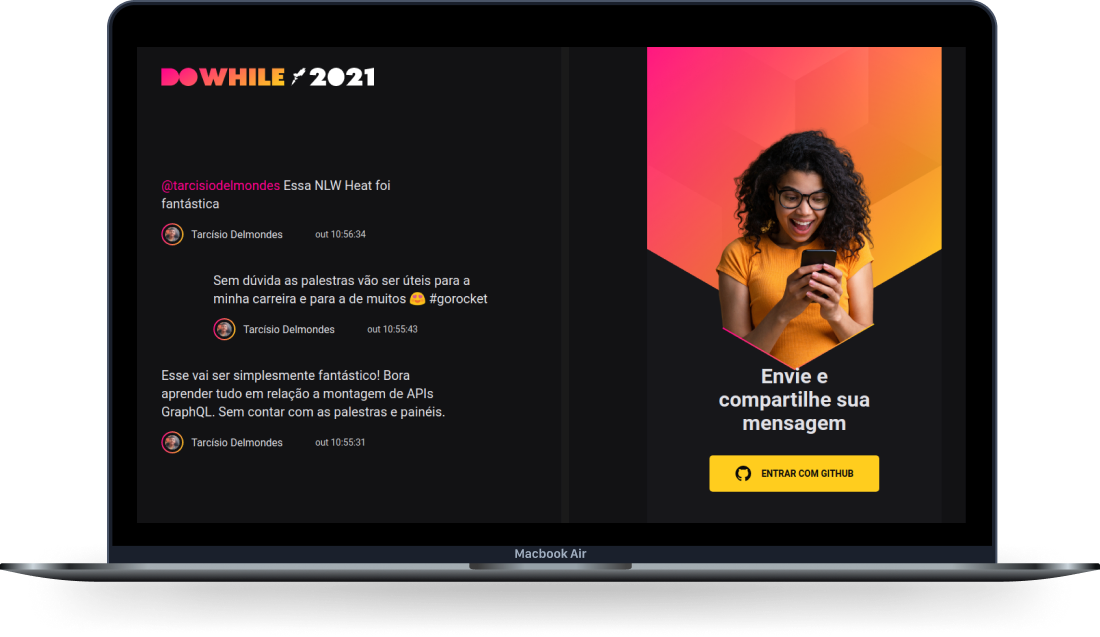 DOWHILE 2021
@tarcisiodelmondes Essa NLW Heat foi
fantástica
Tarcísio Delmondes out 10:56:34
Sem dúvida as palestras vão ser úteis para a
minha carreira e para a de muitos 😍 #gorocket
Tarcísio Delmondes out 10:55:43
Esse vai ser simplesmente fantástico! Bora
aprender tudo em relação a montagem de APIs
GraphQL. Sem contar com as palestras e painéis.
Tarcísio Delmondes out 10:55:31
Envie e
compartilhe sua
mensagem
ENTRAR COM GITHUB
Macbook Air